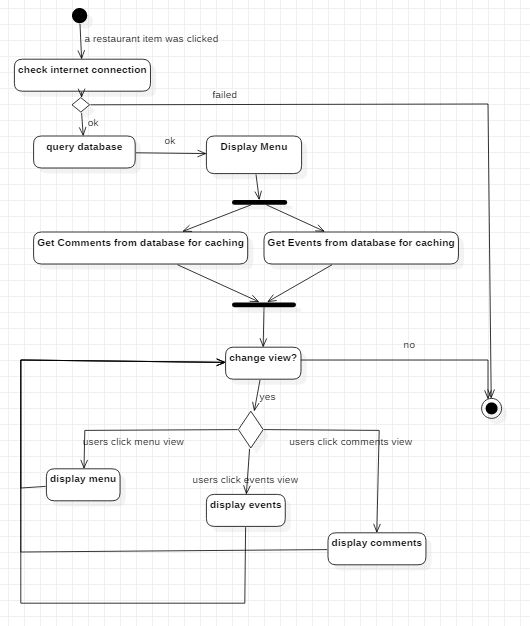 a restaurant item was clicked
check internet connection
failed
ok
query database
ok
Display Menu
Get Comments from database for caching
Get Events from database for caching
change view?
no
yes
users click menu view
users click comments view
users click events view
display menu
display events
display comments